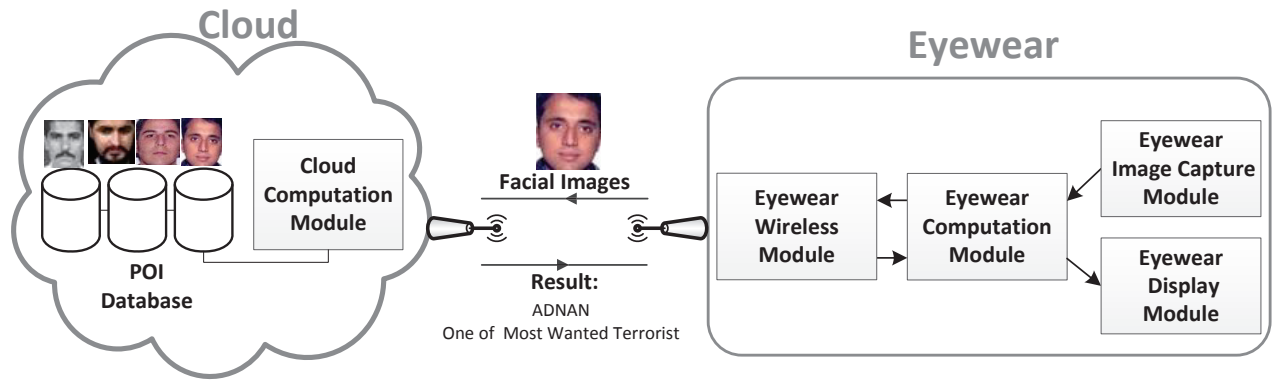 Cloud
Eyewear
POI
Database
Cloud
Computation
Module
Facial Images
Result:
ADNAN
One of Most Wanted Terrorist
Eyewear
Wireless
Module
Eyewear
Computation
Module
Eyewear
Image Capture
Module
Eyewear
Display
Module